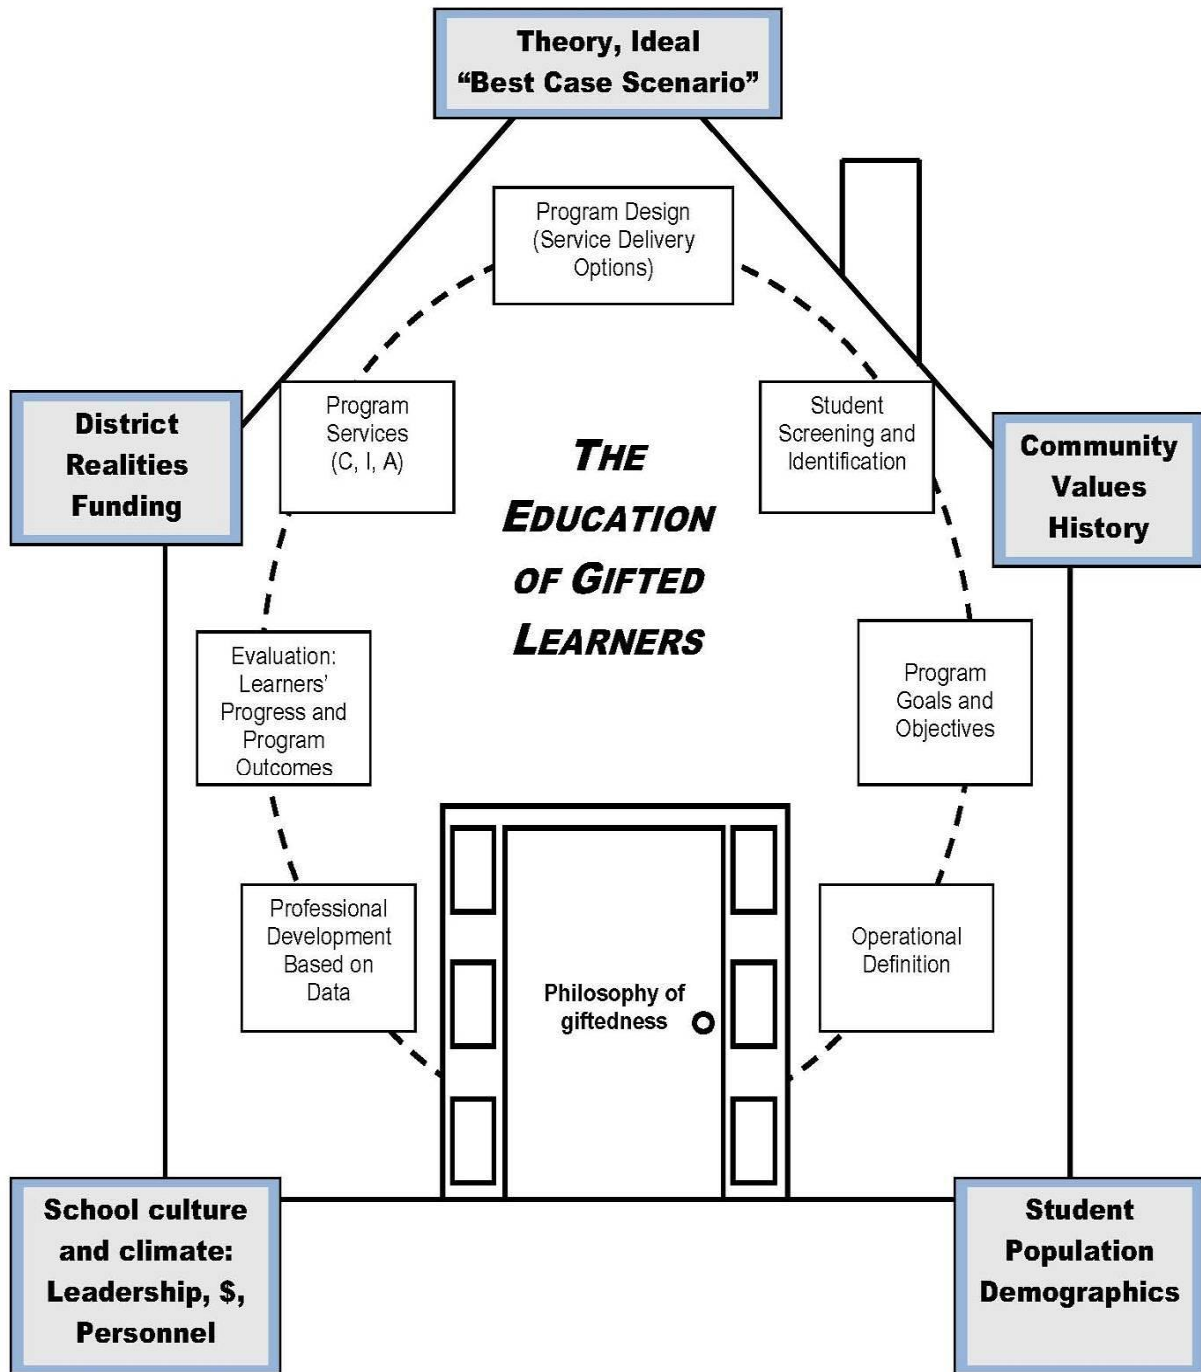 Theory, Ideal
“Best Case Scenario”
Program Design
(Service Delivery
Options)
District
Realities
Funding
Program
Services
(C, I, A)
THE
EDUCATION
OF GIFTED
LEARNERS
Student
Screening and
Identification
Community
Values
History
Evaluation:
Learners’
Progress and
Program
Outcomes
Program
Goals and
Objectives
Professional
Development
Based on
Data
Philosophy of
giftedness
Operational
Definition
School culture
and climate:
Leadership, $,
Personnel
Student
Population
Demographics